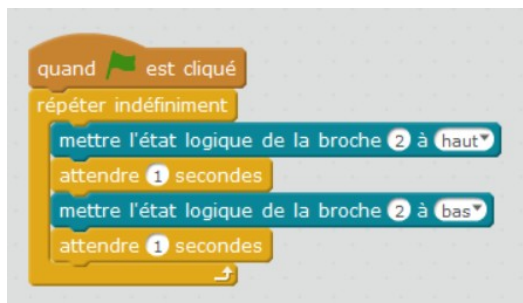 quand est cliqué
répéter indéfiniment
mettre l'état logique de la broche 2 à haut
attendre 1 secondes
mettre l'état logique de la broche 2 à bas
attendre 1 secondes